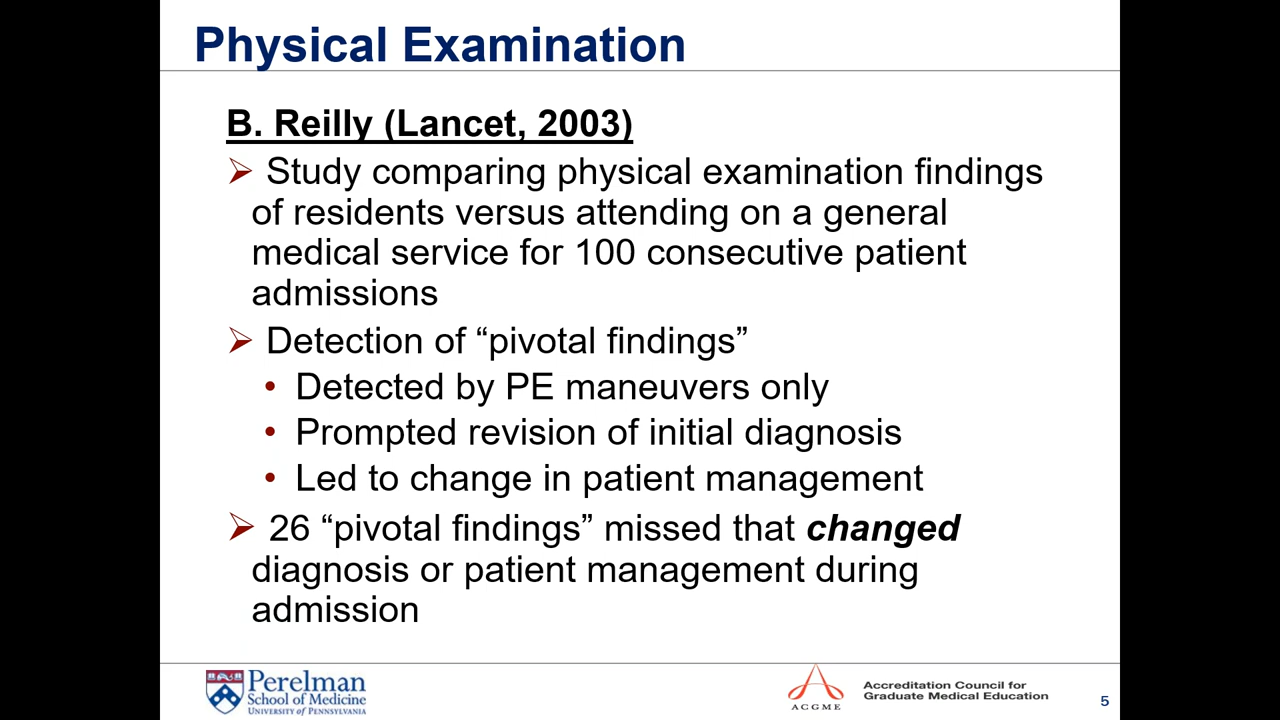 Physical Examination
B. Reilly (Lancet, 2003)
➢ Study comparing physical examination findings
of residents versus attending on a general
medical service for 100 consecutive patient
admissions
➢ Detection of “pivotal findings”
• Detected by PE maneuvers only
• Prompted revision of initial diagnosis
• Led to change in patient management
➢ 26 “pivotal findings” missed that changed
diagnosis or patient management during
admission
Perelman
School of Medicine
University of Pennsylvania
ACGME
Accreditation Council for
Graduate Medical Education
5